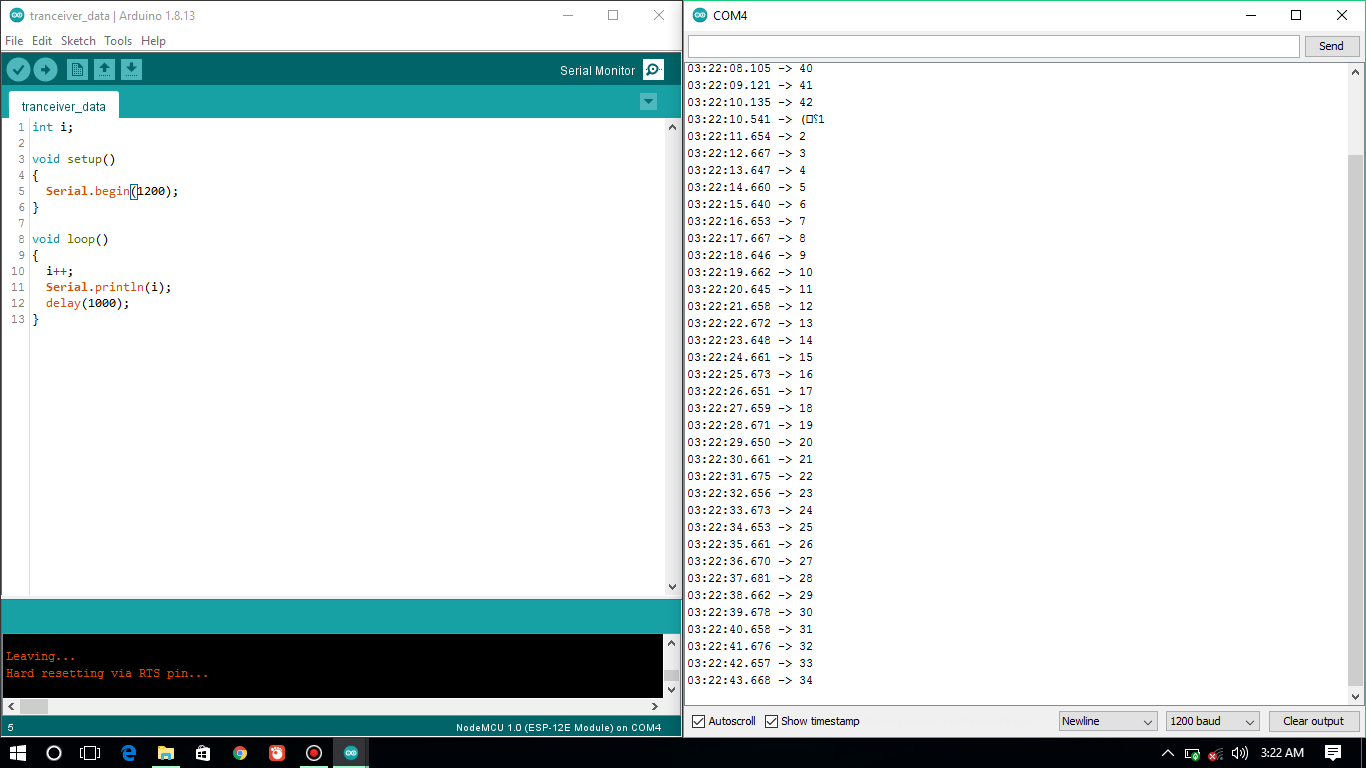 tranceiver_data | Arduino 1.8.13
File Edit Sketch Tools Help
Serial Monitor
tranceiver_data
1 int i;
2
3 void setup()
4 {
5 Serial.begin(1200);
6 }
7
8 void loop()
9 {
10 i++;
11 Serial.println(i);
12 delay(1000);
13 }
Leaving...
Hard resetting via RTS pin...
5 NodeMCU 1.0 (ESP-12E Module) on COM4
COM4
Send
03:22:08.105 -> 40
03:22:09.121 -> 41
03:22:10.135 -> 42
03:22:10.541 -> (□⸮1
03:22:11.654 -> 2
03:22:12.667 -> 3
03:22:13.647 -> 4
03:22:14.660 -> 5
03:22:15.640 -> 6
03:22:16.653 -> 7
03:22:17.667 -> 8
03:22:18.646 -> 9
03:22:19.662 -> 10
03:22:20.645 -> 11
03:22:21.658 -> 12
03:22:22.672 -> 13
03:22:23.648 -> 14
03:22:24.661 -> 15
03:22:25.673 -> 16
03:22:26.651 -> 17
03:22:27.659 -> 18
03:22:28.671 -> 19
03:22:29.650 -> 20
03:22:30.661 -> 21
03:22:31.675 -> 22
03:22:32.656 -> 23
03:22:33.673 -> 24
03:22:34.653 -> 25
03:22:35.661 -> 26
03:22:36.670 -> 27
03:22:37.681 -> 28
03:22:38.662 -> 29
03:22:39.678 -> 30
03:22:40.658 -> 31
03:22:41.676 -> 32
03:22:42.657 -> 33
03:22:43.668 -> 34
Autoscroll Show timestamp Newline 1200 baud Clear output
3:22 AM